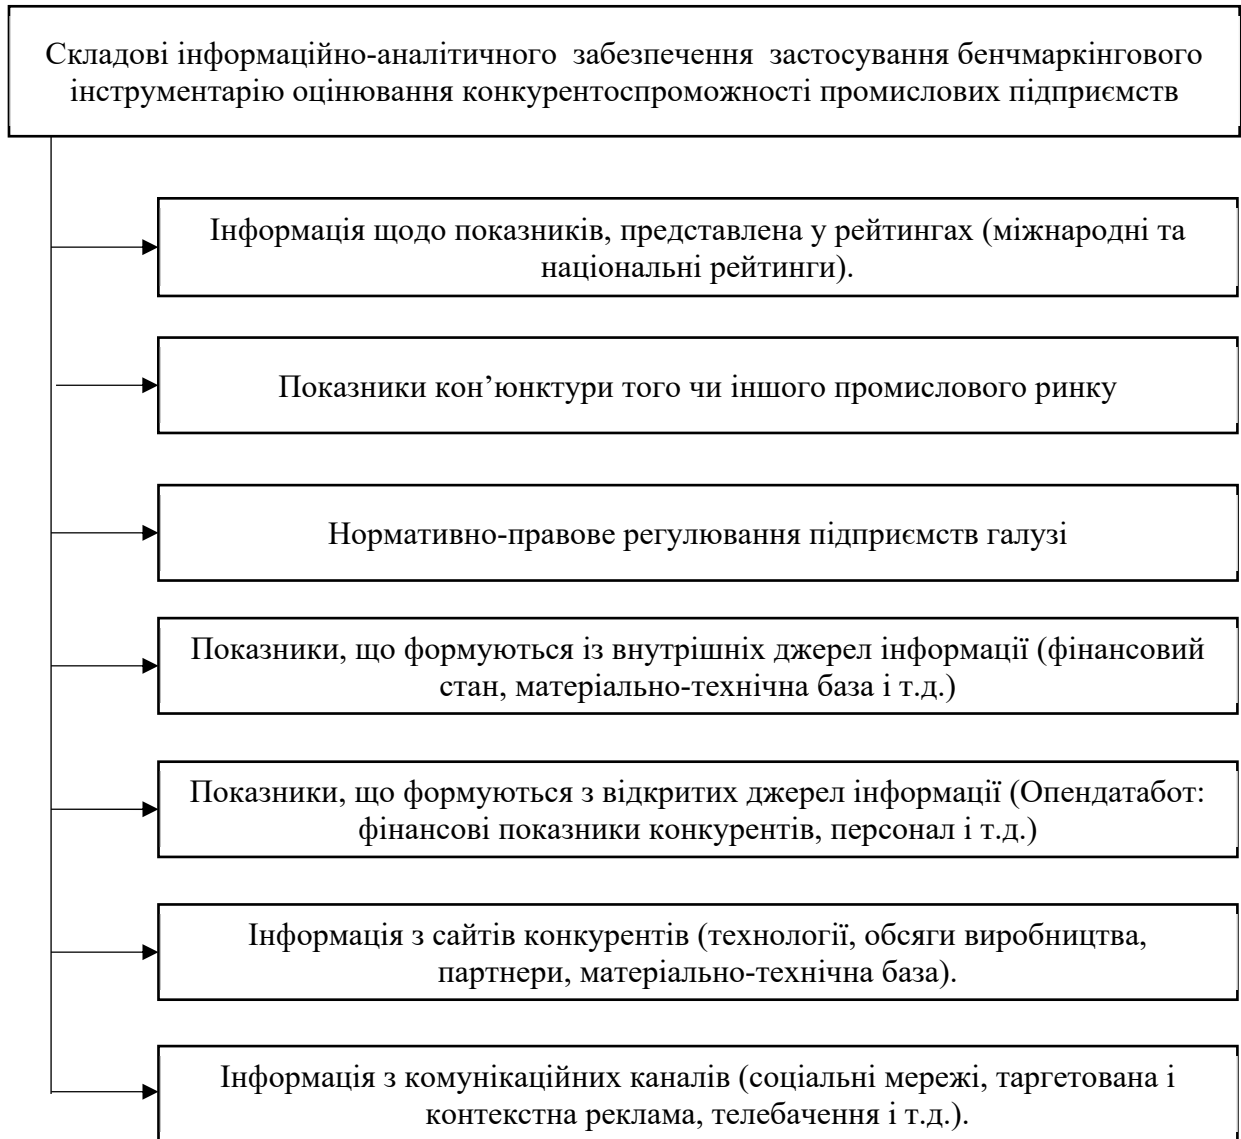 Складові інформаційно-аналітичного забезпечення застосування бенчмаркінгового
інструментарію оцінювання конкурентоспроможності промислових підприємств
Інформація щодо показників, представлена у рейтингах (міжнародні та
національні рейтинги).
Показники кон’юнктури того чи іншого промислового ринку
Нормативно-правове регулювання підприємств галузі
Показники, що формуються із внутрішніх джерел інформації (фінансовий
стан, матеріально-технічна база і т.д.)
Показники, що формуються з відкритих джерел інформації (Опендатабот:
фінансові показники конкурентів, персонал і т.д.)
Інформація з сайтів конкурентів (технології, обсяги виробництва,
партнери, матеріально-технічна база).
Інформація з комунікаційних каналів (соціальні мережі, таргетована і
контекстна реклама, телебачення і т.д.).